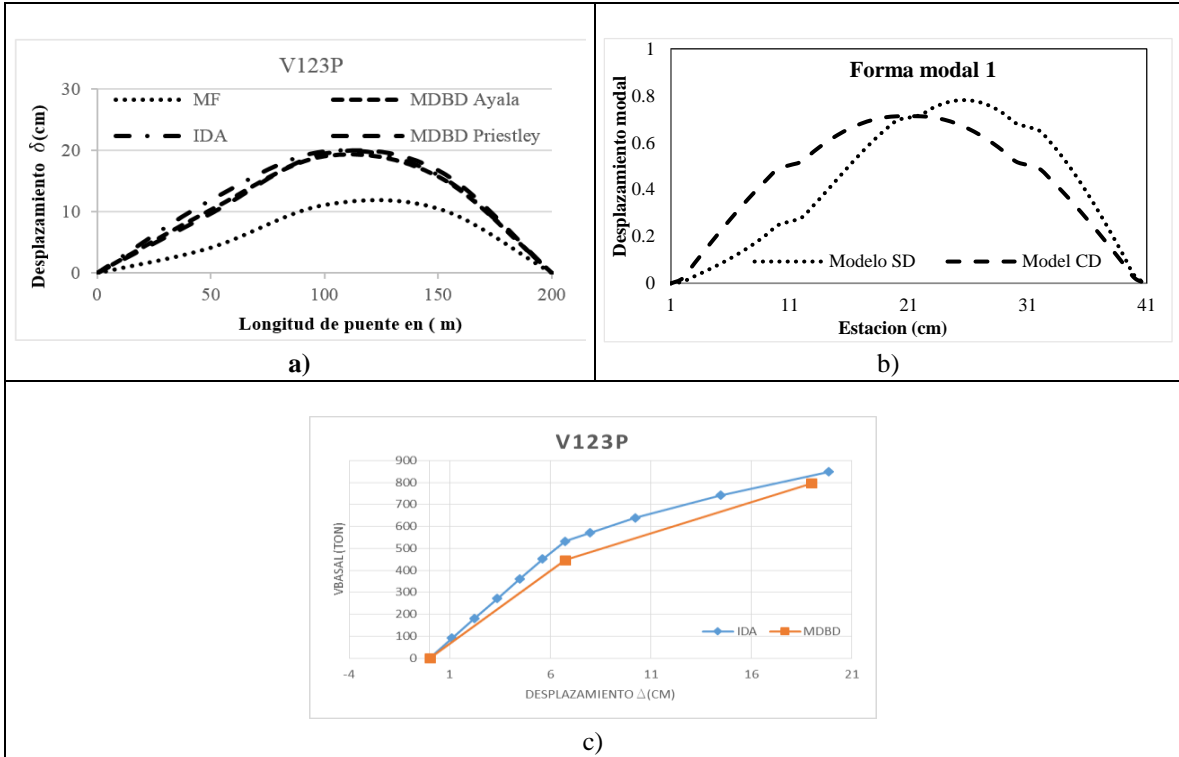 V123P
30
20
10
0
MF
MDBD Ayala
IDA
MDBD Priestley
Desplazamiento δ(cm)
0 50 100 150 200
Longitud de puente en ( m)
a)
Forma modal 1
1
0.8
0.6
0.4
0.2
0
Desplazamiento modal
Modelo SD
Model CD
1 11 21 31 41
Estacion (cm)
b)
V123P
900
800
700
600
500
400
300
200
100
0
VBASAL (TON)
IDA
MDBD
-4 1 6 11 16 21
DESPLAZAMIENTO Δ(CM)
c)